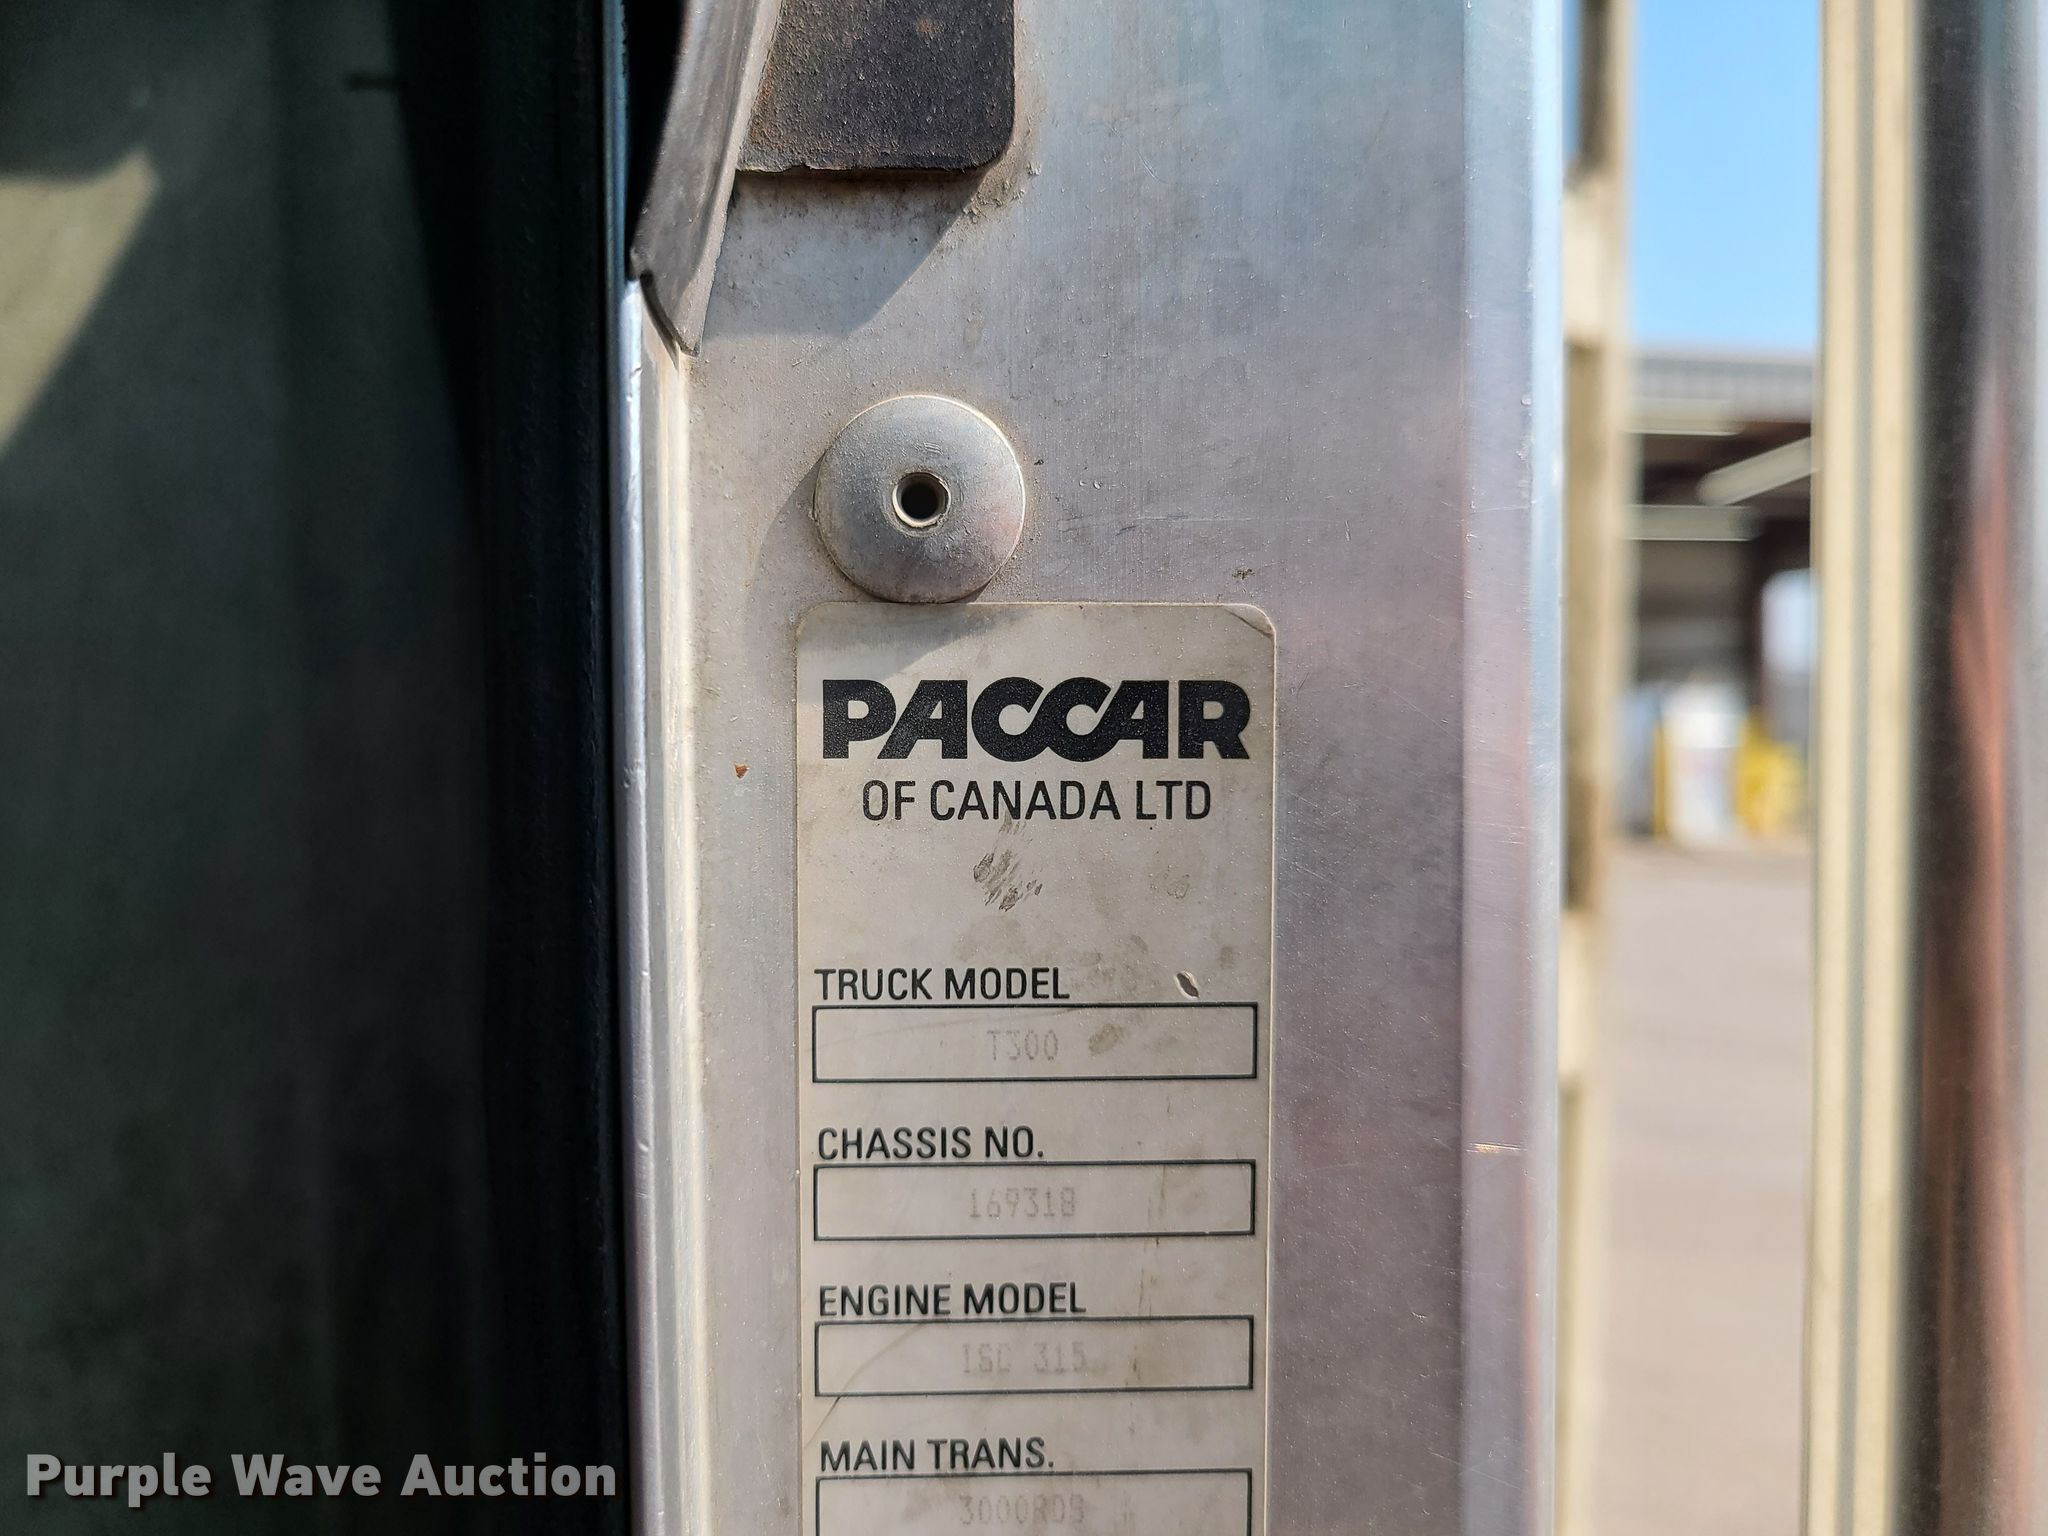 PACCAR
OF CANADA LTD
TRUCK MODEL
T300
CHASSIS NO.
169318
ENGINE MODEL
ISC 315
MAIN TRANS.
3000RDS
Purple Wave Auction